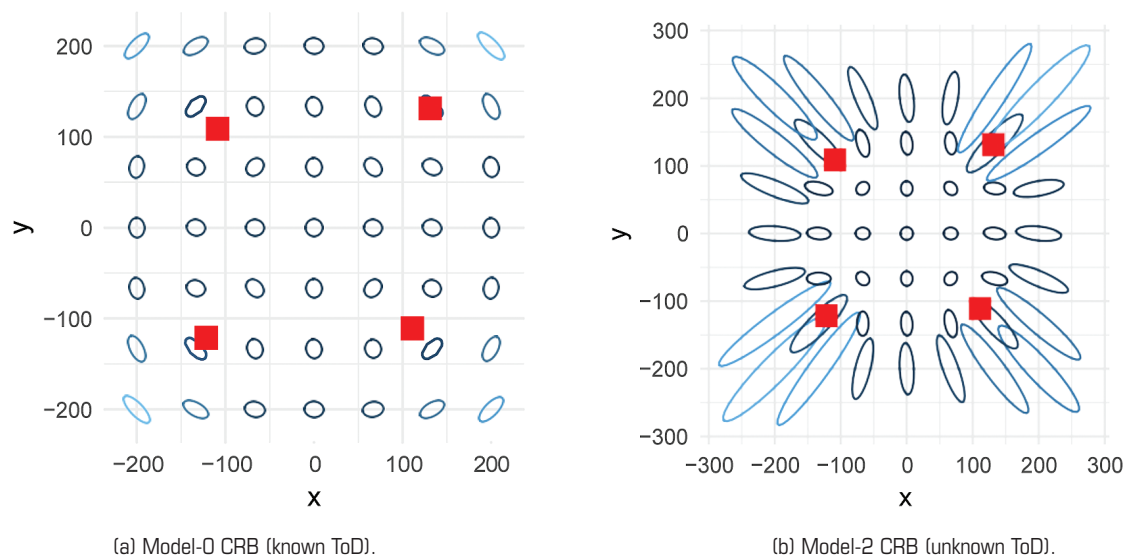 200
100
0
−100
−200
y
−200 −100 0 100 200
x
(a) Model-0 CRB (known ToD).
300
200
100
0
−100
−200
−300
y
−300 −200 −100 0 100 200 300
x
(b) Model-2 CRB (unknown ToD).